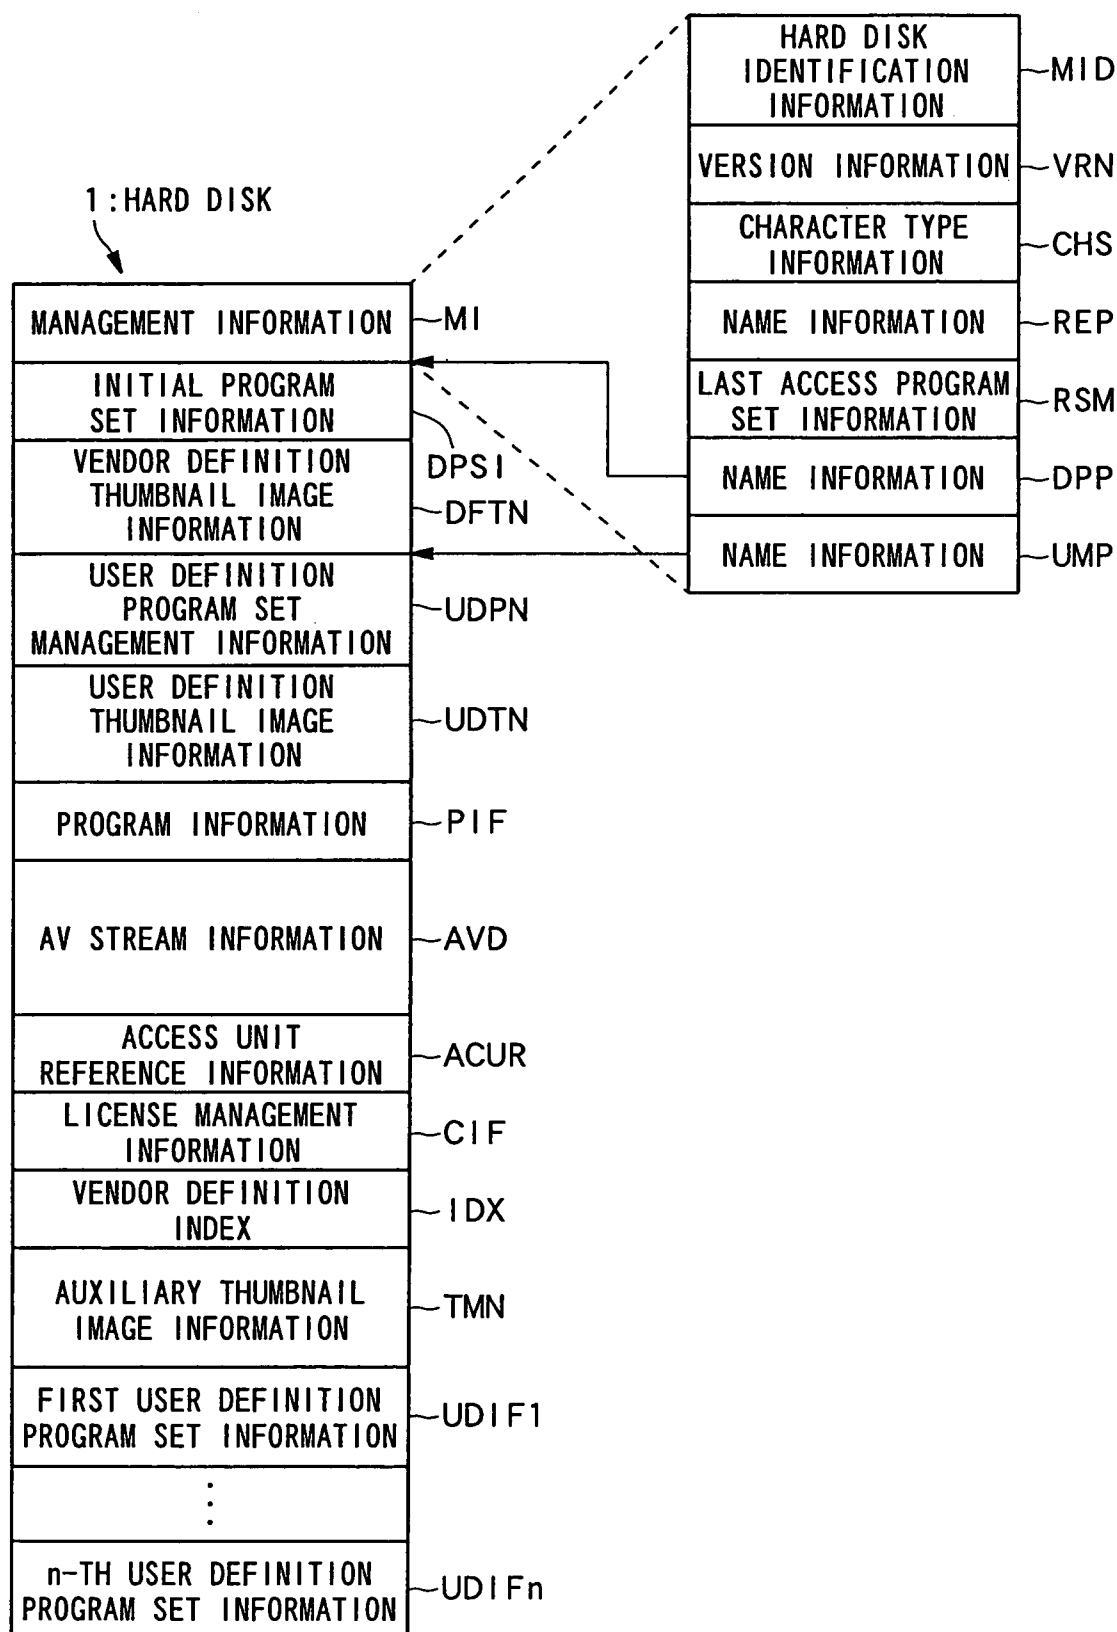 HARD DISK
IDENTIFICATION
INFORMATION
MID
VERSION INFORMATION
VRN
CHARACTER TYPE
INFORMATION
CHS
NAME INFORMATION
REP
LAST ACCESS PROGRAM
SET INFORMATION
RSM
NAME INFORMATION
DPP
NAME INFORMATION
UMP
1:HARD DISK
MANAGEMENT INFORMATION
MI
INITIAL PROGRAM
SET INFORMATION
DPSI
VENDOR DEFINITION
THUMBNAIL IMAGE
INFORMATION
DFTN
USER DEFINITION
PROGRAM SET
MANAGEMENT INFORMATION
UDPN
USER DEFINITION
THUMBNAIL IMAGE
INFORMATION
UDTN
PROGRAM INFORMATION
PIF
AV STREAM INFORMATION
AVD
ACCESS UNIT
REFERENCE INFORMATION
ACUR
LICENSE MANAGEMENT
INFORMATION
CIF
VENDOR DEFINITION
INDEX
IDX
AUXILIARY THUMBNAIL
IMAGE INFORMATION
TMN
FIRST USER DEFINITION
PROGRAM SET INFORMATION
UDIF1
n-TH USER DEFINITION
PROGRAM SET INFORMATION
UDIFn